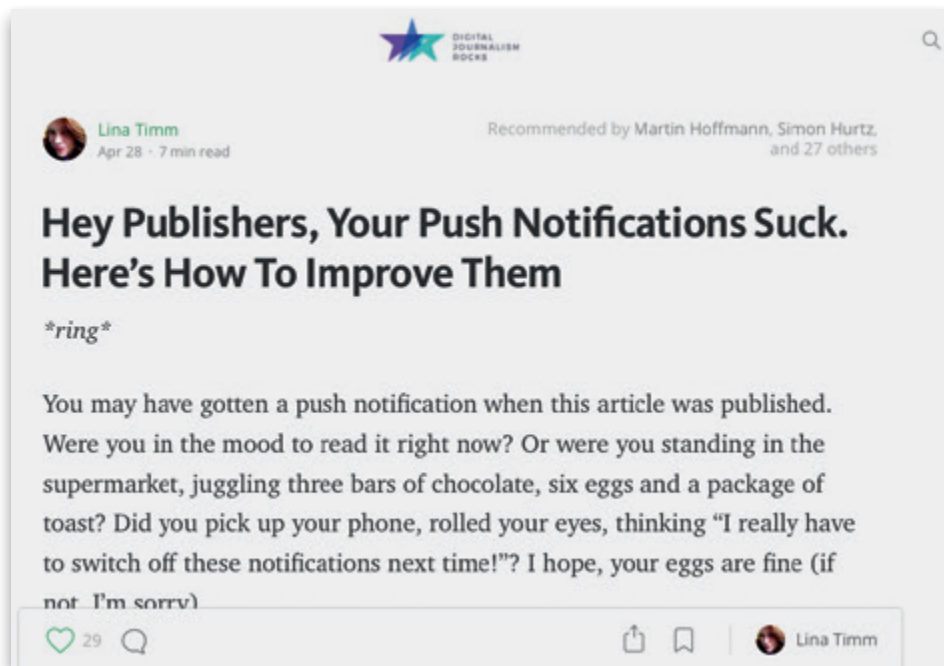 DIGITAL
JOURNALISM
ROCKS
Lina Timm
Apr 28 · 7 min read
Recommended by Martin Hoffmann, Simon Hurtz,
and 27 others
Hey Publishers, Your Push Notifications Suck.
Here’s How To Improve Them
*ring*
You may have gotten a push notification when this article was published.
Were you in the mood to read it right now? Or were you standing in the
supermarket, juggling three bars of chocolate, six eggs and a package of
toast? Did you pick up your phone, rolled your eyes, thinking “I really have
to switch off these notifications next time!”? I hope, your eggs are fine (if
not, I’m sorry)
29
Lina Timm